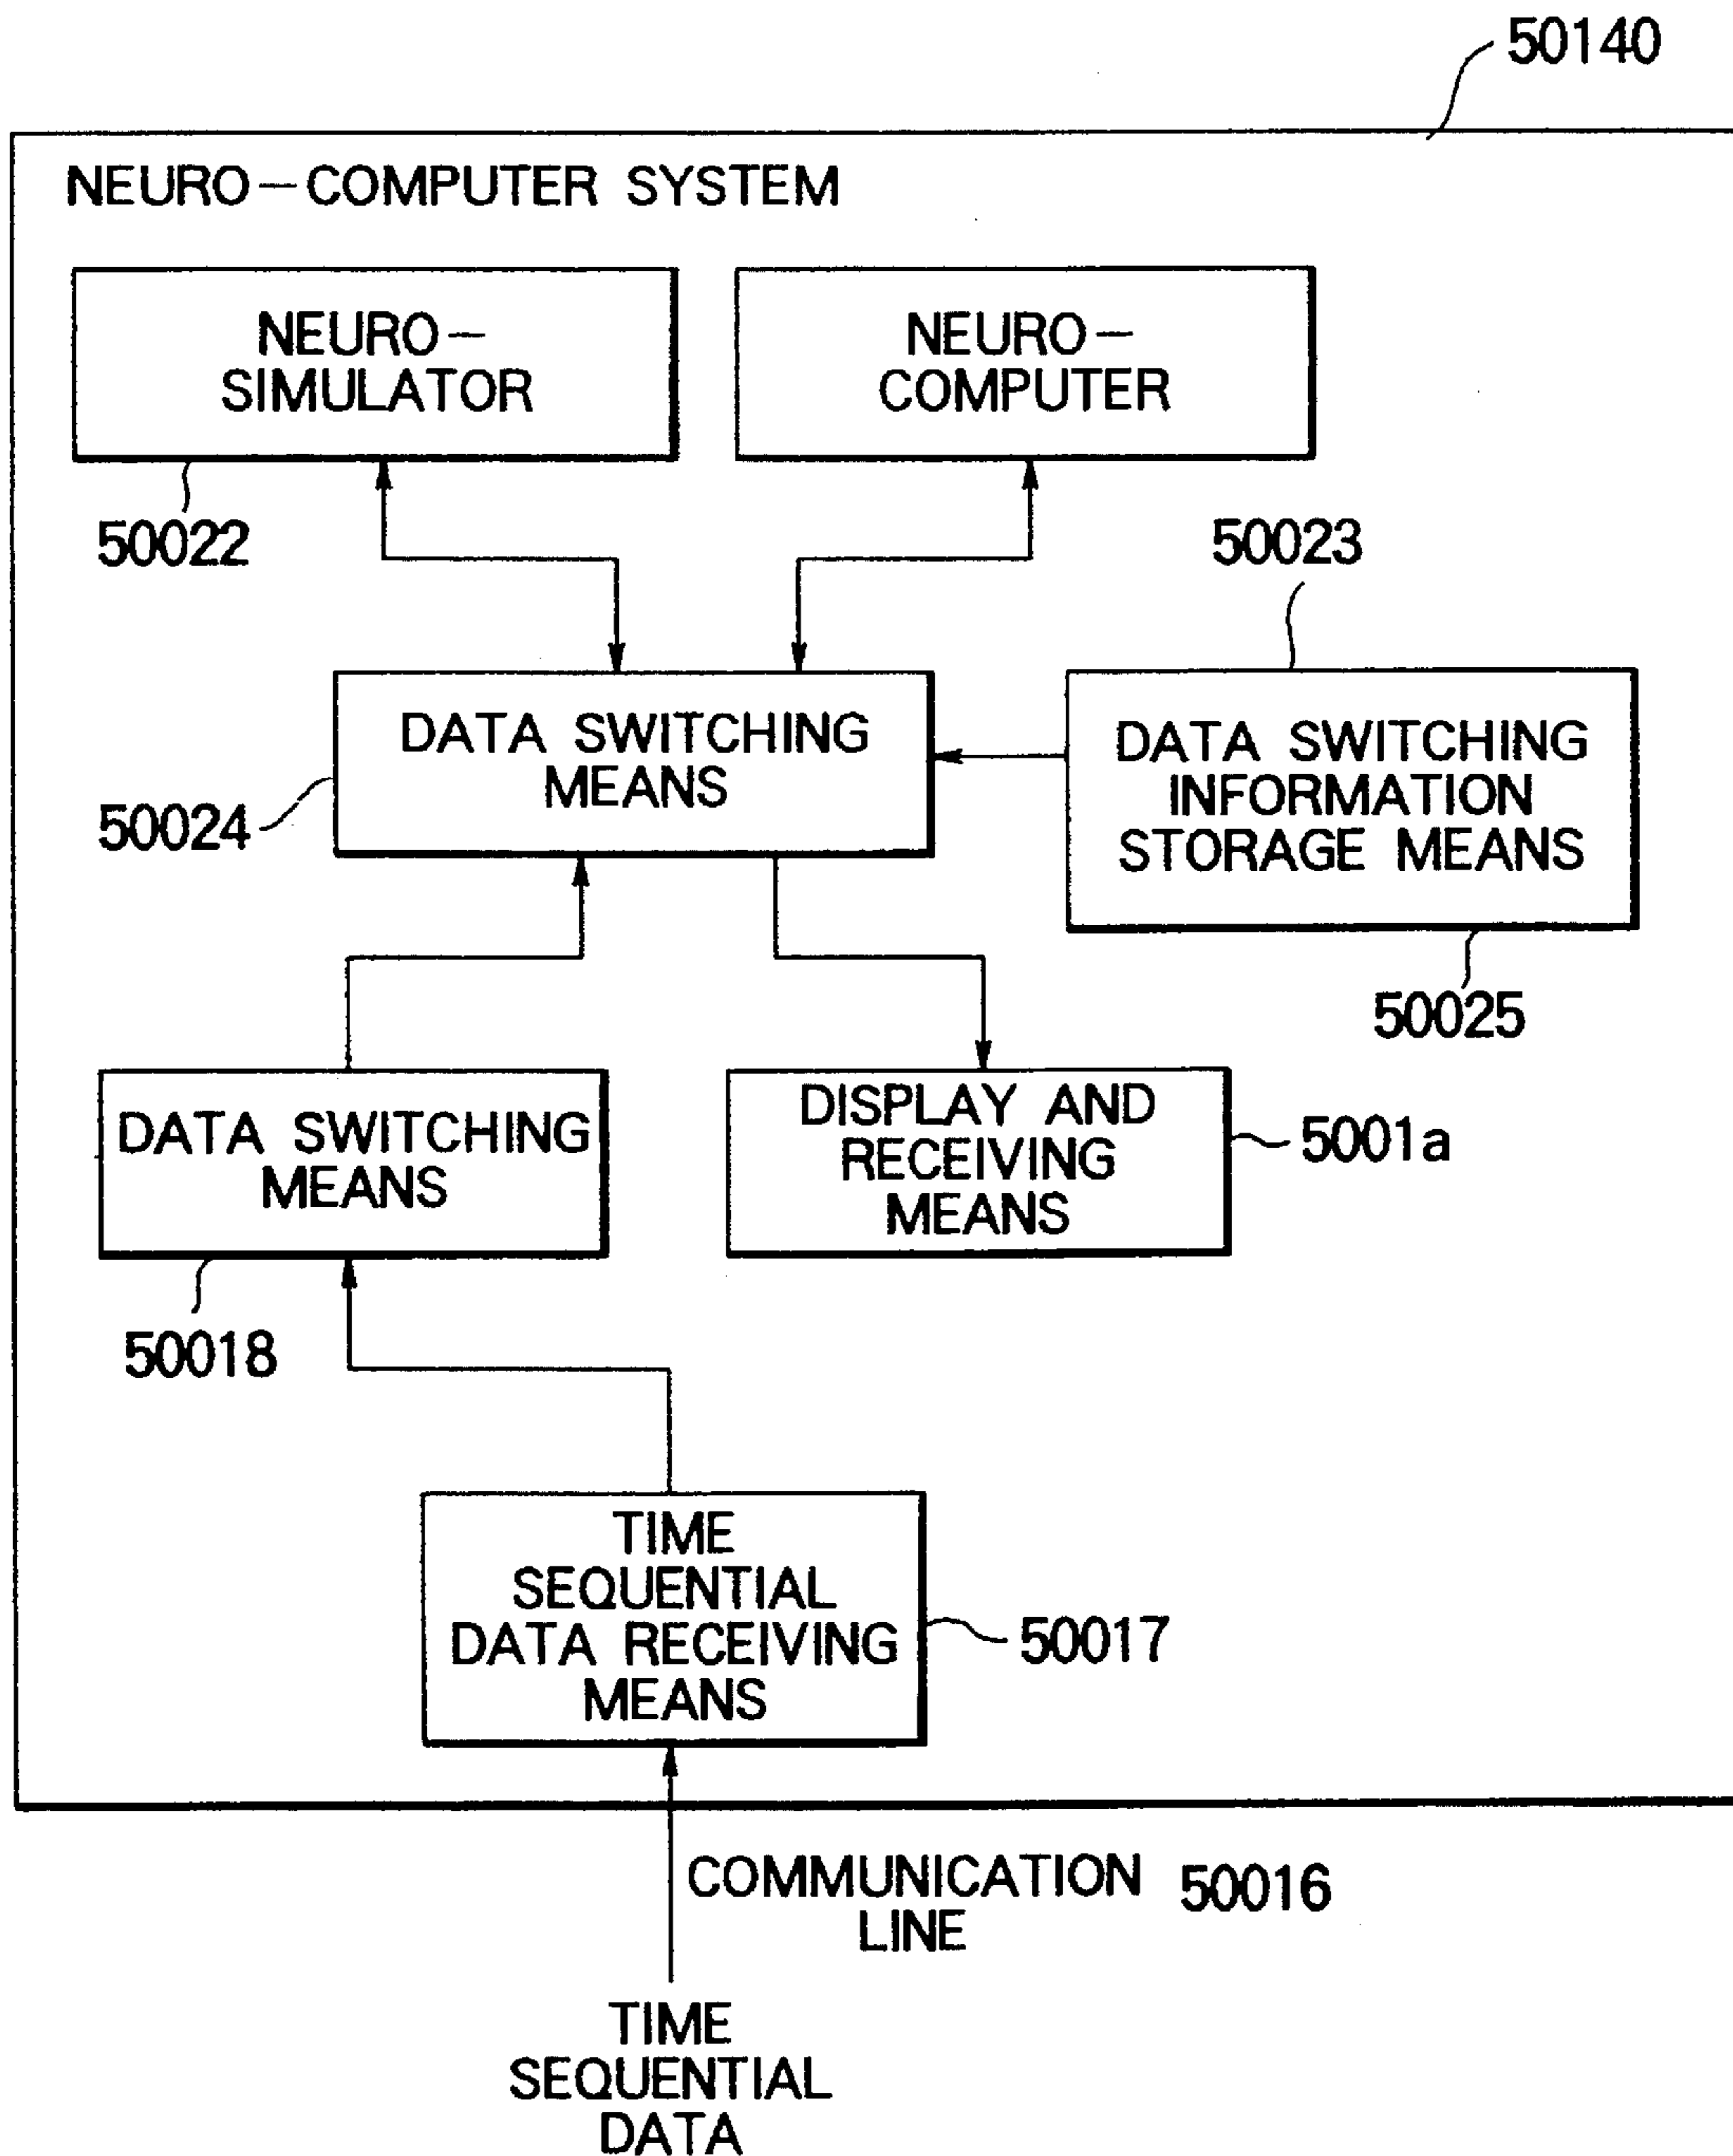 50140
NEURO-COMPUTER SYSTEM
NEURO-
SIMULATOR
NEURO-
COMPUTER
50022
50023
DATA SWITCHING
MEANS
DATA SWITCHING
INFORMATION
STORAGE MEANS
50024
50025
DATA SWITCHING
MEANS
DISPLAY AND
RECEIVING
MEANS
5001a
50018
TIME
SEQUENTIAL
DATA RECEIVING
MEANS
50017
COMMUNICATION
LINE
50016
TIME
SEQUENTIAL
DATA